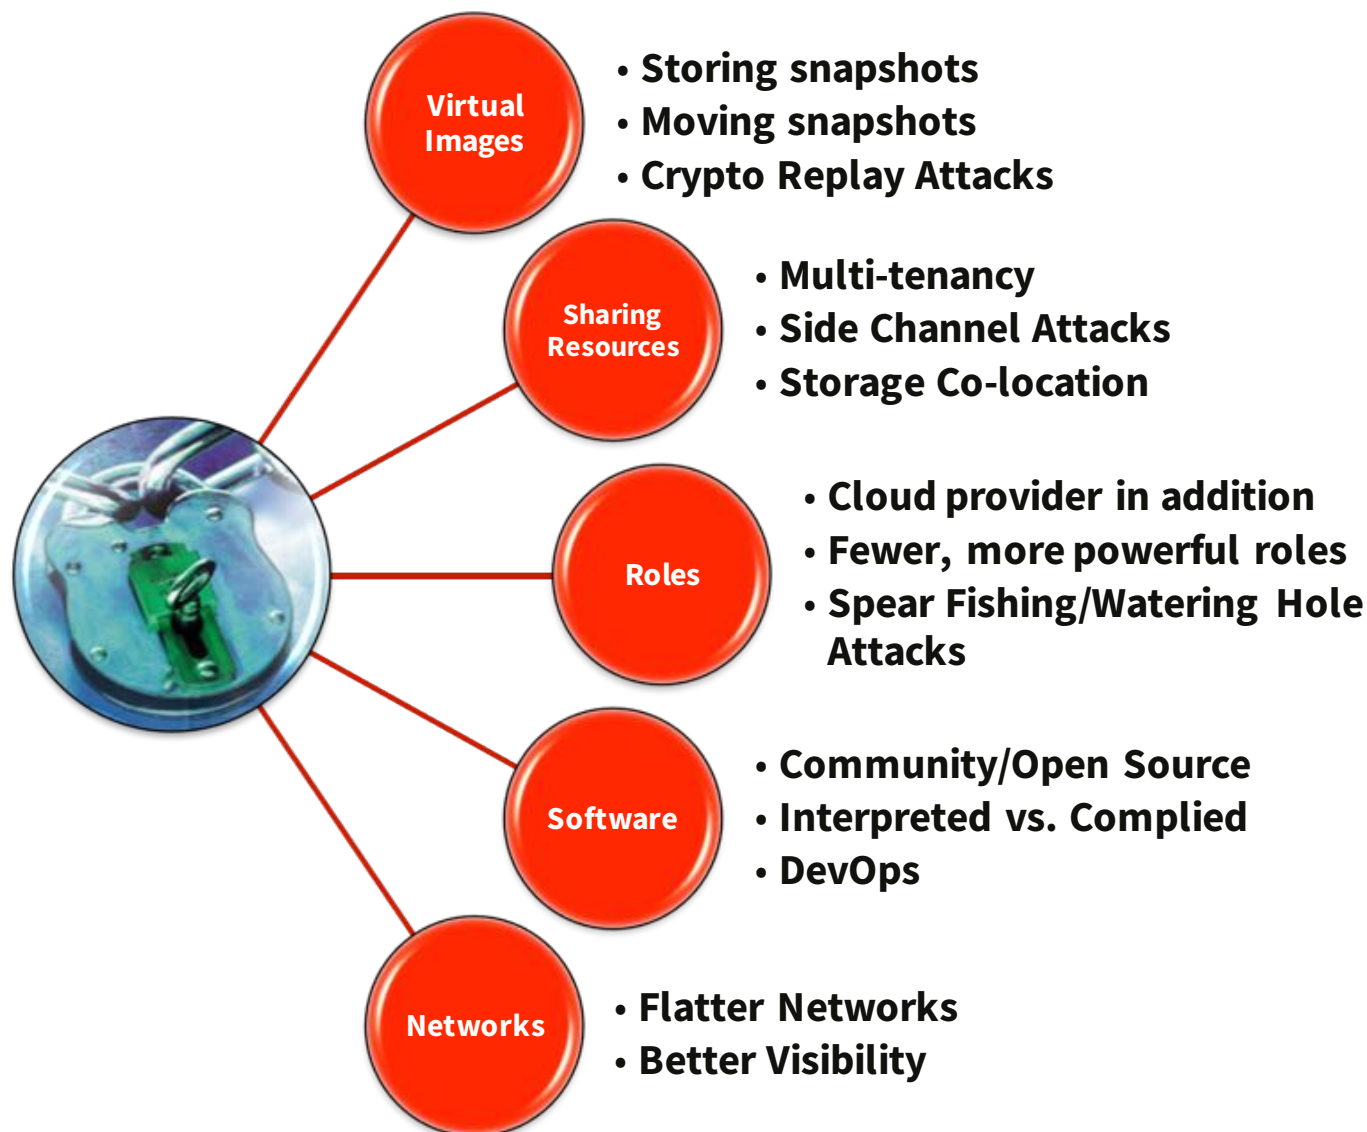 Virtual
Images
• Storing snapshots
• Moving snapshots
• Crypto Replay Attacks
Sharing
Resources
• Multi-tenancy
• Side Channel Attacks
• Storage Co-location
Roles
• Cloud provider in addition
• Fewer, more powerful roles
• Spear Fishing/Watering Hole
Attacks
Software
• Community/Open Source
• Interpreted vs. Complied
• DevOps
Networks
• Flatter Networks
• Better Visibility